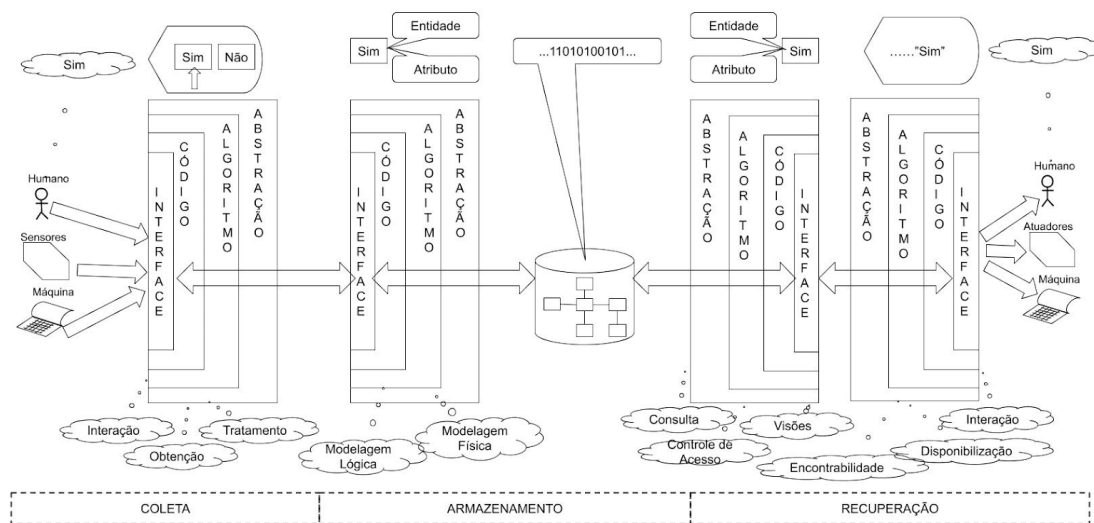 Sim
Sim
Não
Entidade
Sim
Atributo
...11010100101...
Entidade
Sim
Atributo
......"Sim"
Sim
Humano
Sensores
Máquina
INTERFACE
CÓDIGO
ALGORITMO
ABSTRAÇÃO
INTERFACE
CÓDIGO
ALGORITMO
ABSTRAÇÃO
ABSTRAÇÃO
ALGORITMO
CÓDIGO
INTERFACE
ABSTRAÇÃO
ALGORITMO
CÓDIGO
INTERFACE
Humano
Atuadores
Máquina
Interação
Obtenção
Tratamento
Modelagem
Lógica
Modelagem
Física
Consulta
Controle de
Acesso
Visões
Encontrabilidade
Interação
Disponibilização
COLETA
ARMAZENAMENTO
RECUPERAÇÃO